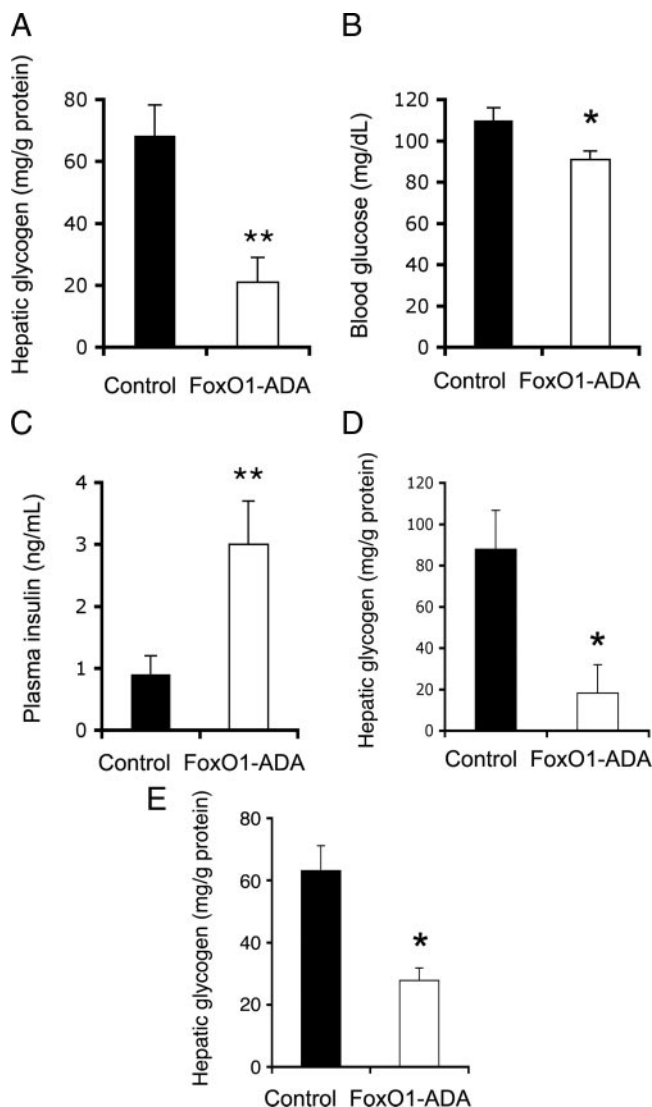 A
Hepatic glycogen (mg/g protein)
80
60
40
20
0
**
Control FoxO1-ADA
B
Blood glucose (mg/dL)
120
100
80
60
40
20
0
*
Control FoxO1-ADA
C
Plasma insulin (ng/mL)
4
3
2
1
0
**
Control FoxO1-ADA
D
Hepatic glycogen (mg/g protein)
120
100
80
60
40
20
0
*
Control FoxO1-ADA
E
Hepatic glycogen (mg/g protein)
80
60
40
20
0
*
Control FoxO1-ADA